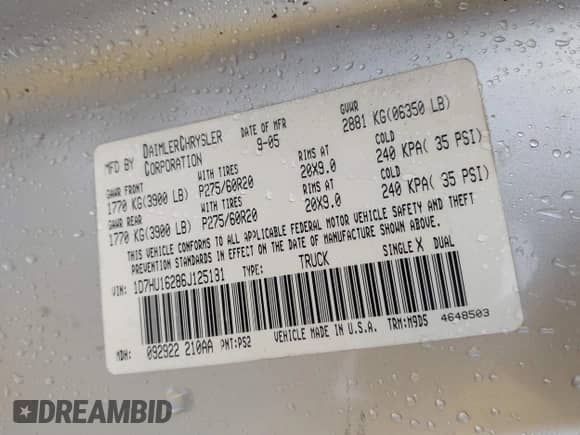 MFD BY DAIMLERCHRYSLER CORPORATION DATE OF MFR 9-05 GVWR 2881 KG(06350 LB)
GAWR FRONT WITH TIRES RIMS AT COLD
1770 KG(3900 LB) P275/60R20 20X9.0 240 KPA( 35 PSI)
GAWR REAR WITH TIRES RIMS AT COLD
1770 KG(3900 LB) P275/60R20 20X9.0 240 KPA( 35 PSI)
THIS VEHICLE CONFORMS TO ALL APPLICABLE FEDERAL MOTOR VEHICLE SAFETY AND THEFT
PREVENTION STANDARDS IN EFFECT ON THE DATE OF MANUFACTURE SHOWN ABOVE.
VIN: 1D7HU16286J125131 TYPE: TRUCK SINGLE X DUAL
MDH: 092922 210AA PNT:PS2 VEHICLE MADE IN U.S.A. TRM:M9D5 4648503
DREAMBID